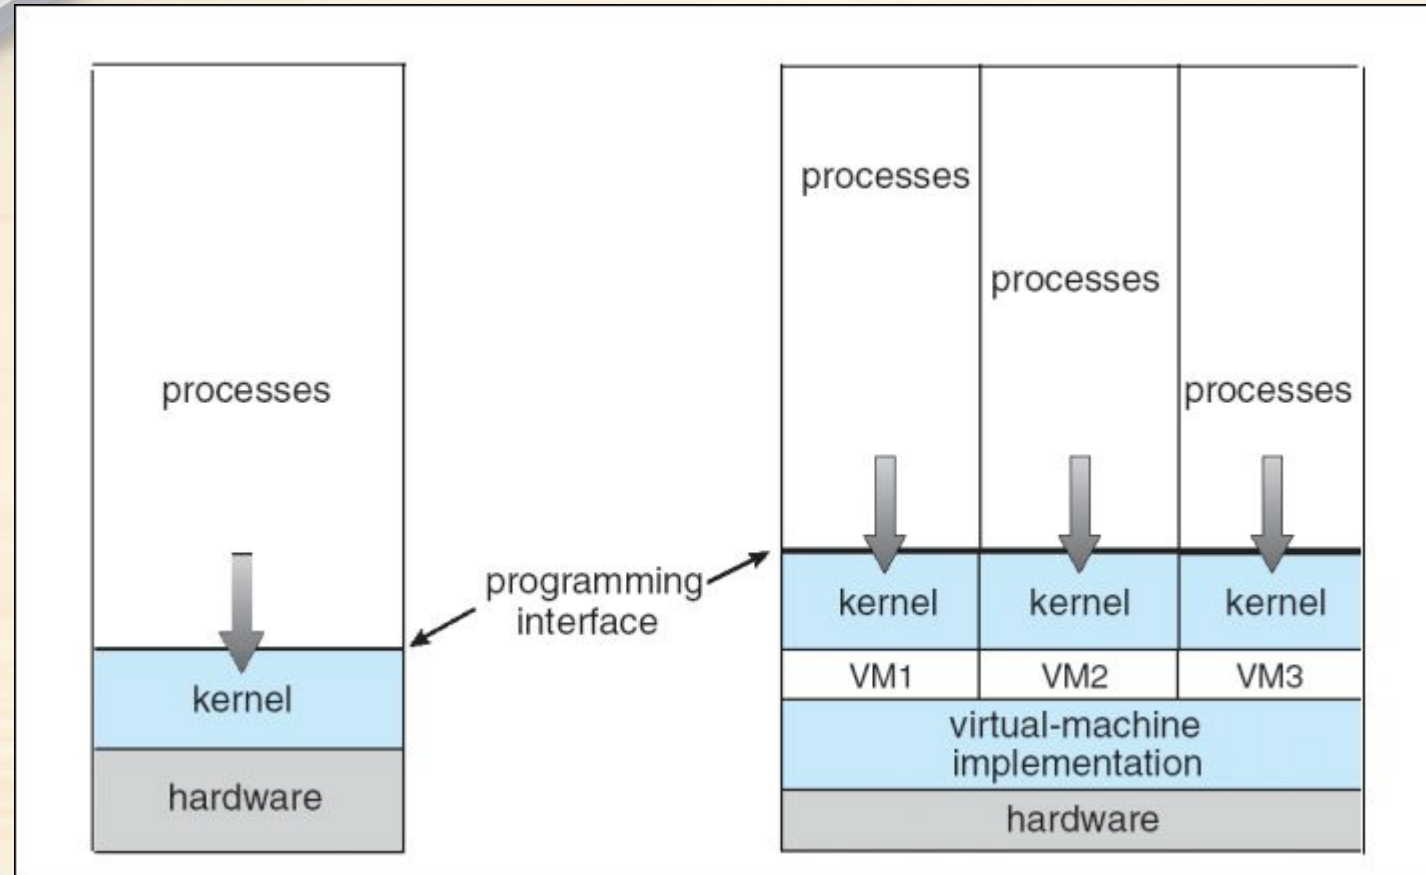 processes
kernel
hardware
programming
interface
processes
processes
processes
kernel
kernel
kernel
VM1
VM2
VM3
virtual-machine
implementation
hardware